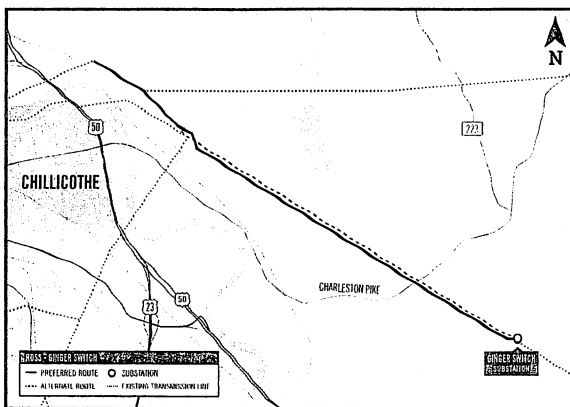 N
50
723
CHILLICOTHE
CHARLESTON PIKE
50
23
ROSS - GINGER SWITCH
PREFERRED ROUTE
SUBSTATION
ALTERNATE ROUTE
EXISTING TRANSMISSION LINE
GINGER SWITCH
SUBSTATION